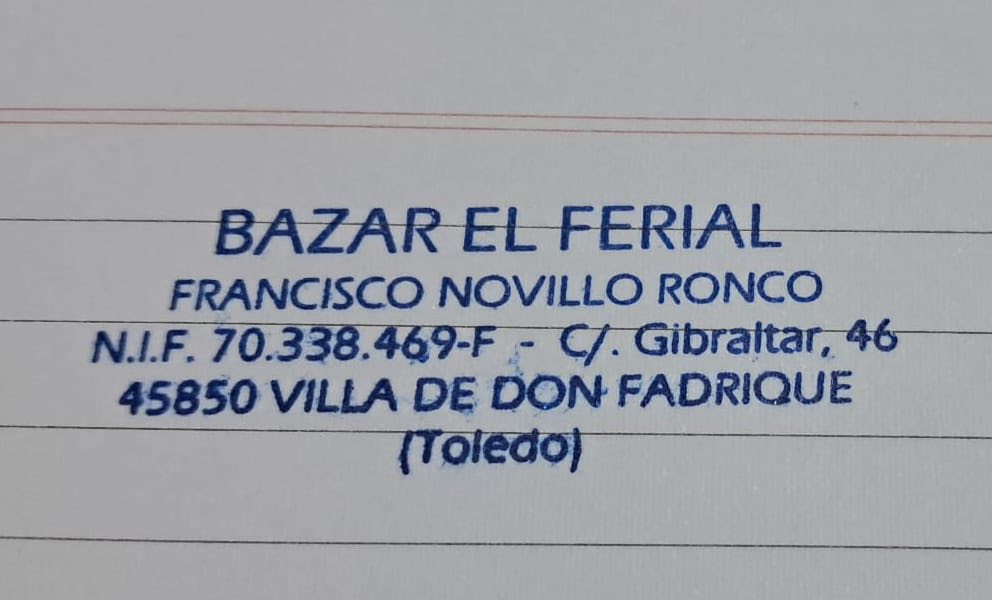 BAZAR EL FERIAL
FRANCISCO NOVILLO RONCO
N.I.F. 70.338.469-F - C/. Gibraltar, 46
45850 VILLA DE DON FADRIQUE
(Toledo)